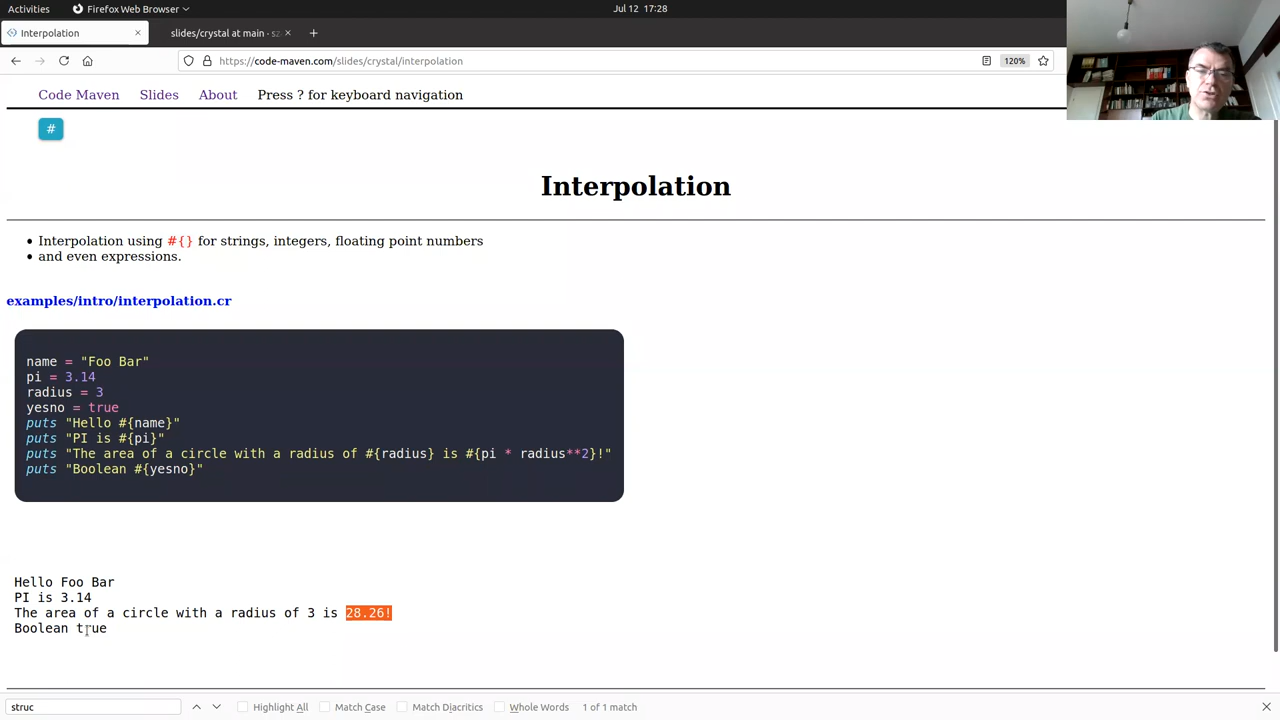 Activities
Firefox Web Browser
Jul 12 17:28
Interpolation
slides/crystal at main · sz
https://code-maven.com/slides/crystal/interpolation
120%
Code Maven
Slides
About
Press ? for keyboard navigation
#
Interpolation
• Interpolation using #{} for strings, integers, floating point numbers
• and even expressions.
examples/intro/interpolation.cr
name = "Foo Bar"
pi = 3.14
radius = 3
yesno = true
puts "Hello #{name}"
puts "PI is #{pi}"
puts "The area of a circle with a radius of #{radius} is #{pi * radius**2}!"
puts "Boolean #{yesno}"
Hello Foo Bar
PI is 3.14
The area of a circle with a radius of 3 is 28.26!
Boolean true
struc
Highlight All
Match Case
Match Diacritics
Whole Words
1 of 1 match